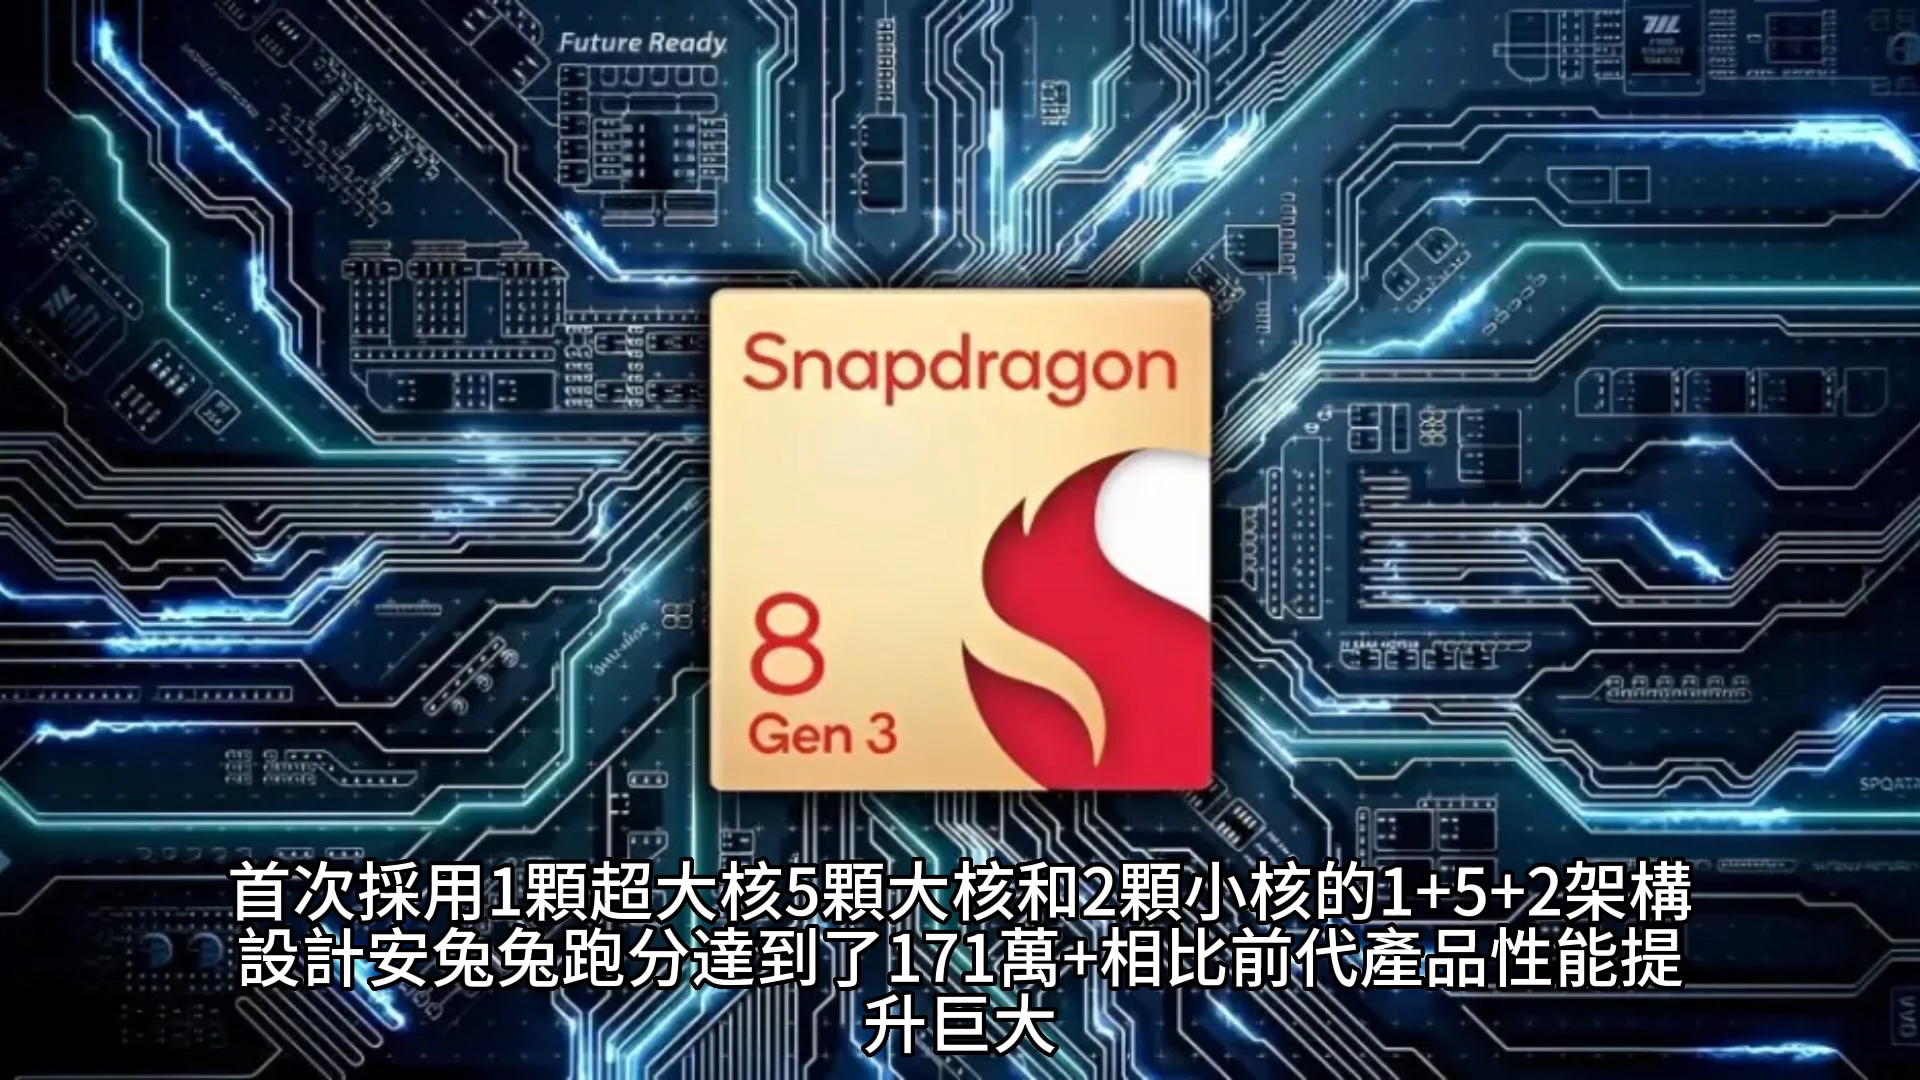 Future Ready
Snapdragon
8
Gen 3
首次採用1顆超大核5顆大核和2顆小核的1+5+2架構
設計安兔兔跑分達到了171萬+相比前代產品性能提
升巨大